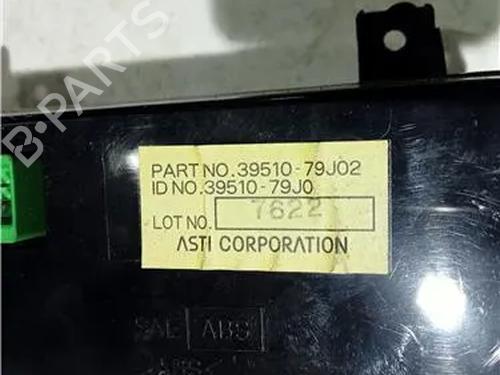 B-PARTS
PART NO. 39510-79J02
ID NO. 39510-79J0
LOT NO. 7622
ASTI CORPORATION
ABS